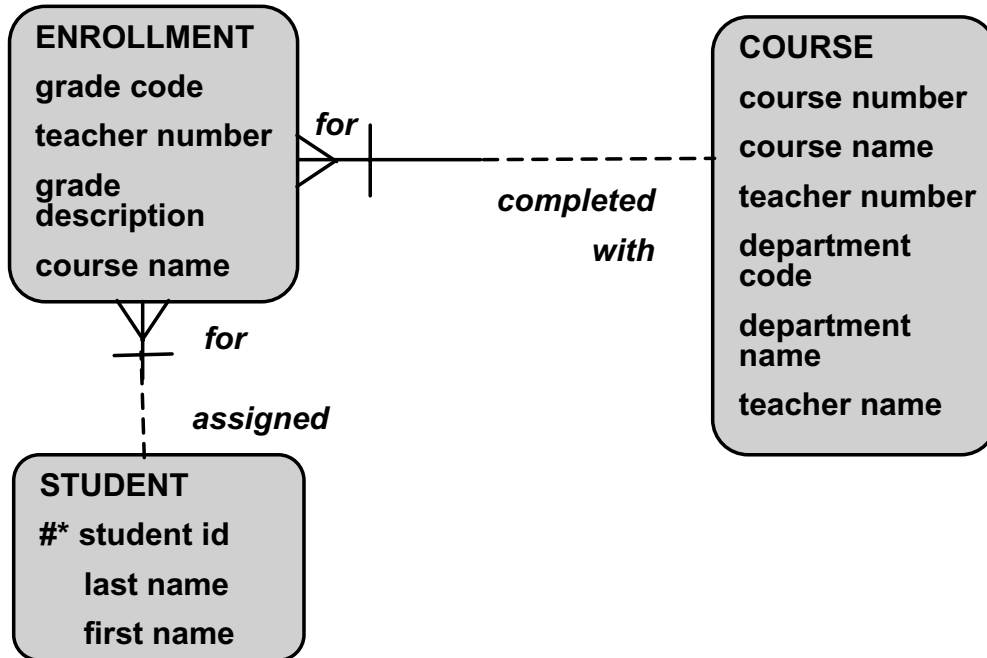 ENROLLMENT
grade code
teacher number
grade
description
course name
for
completed
with
COURSE
course number
course name
teacher number
department
code
department
name
teacher name
for
assigned
STUDENT
#* student id
last name
first name